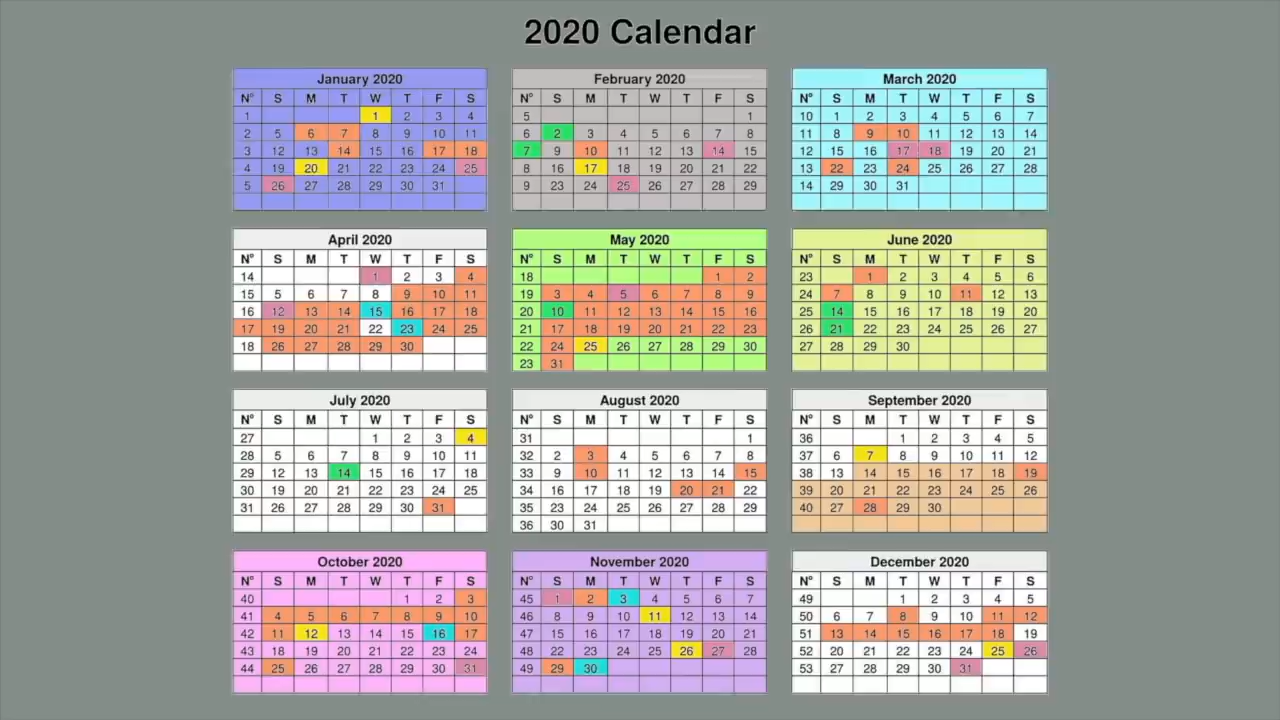 2020 Calendar
January 2020
N° S M T W T F S
1 1 2 3 4
2 5 6 7 8 9 10 11
3 12 13 14 15 16 17 18
4 19 20 21 22 23 24 25
5 26 27 28 29 30 31
February 2020
N° S M T W T F S
5 1
6 2 3 4 5 6 7 8
7 9 10 11 12 13 14 15
8 16 17 18 19 20 21 22
9 23 24 25 26 27 28 29
March 2020
N° S M T W T F S
10 1 2 3 4 5 6 7
11 8 9 10 11 12 13 14
12 15 16 17 18 19 20 21
13 22 23 24 25 26 27 28
14 29 30 31
April 2020
N° S M T W T F S
14 1 2 3 4
15 5 6 7 8 9 10 11
16 12 13 14 15 16 17 18
17 19 20 21 22 23 24 25
18 26 27 28 29 30
May 2020
N° S M T W T F S
18 1 2
19 3 4 5 6 7 8 9
20 10 11 12 13 14 15 16
21 17 18 19 20 21 22 23
22 24 25 26 27 28 29 30
23 31
June 2020
N° S M T W T F S
23 1 2 3 4 5 6
24 7 8 9 10 11 12 13
25 14 15 16 17 18 19 20
26 21 22 23 24 25 26 27
27 28 29 30
July 2020
N° S M T W T F S
27 1 2 3 4
28 5 6 7 8 9 10 11
29 12 13 14 15 16 17 18
30 19 20 21 22 23 24 25
31 26 27 28 29 30 31
August 2020
N° S M T W T F S
31 1
32 2 3 4 5 6 7 8
33 9 10 11 12 13 14 15
34 16 17 18 19 20 21 22
35 23 24 25 26 27 28 29
36 30 31
September 2020
N° S M T W T F S
36 1 2 3 4 5
37 6 7 8 9 10 11 12
38 13 14 15 16 17 18 19
39 20 21 22 23 24 25 26
40 27 28 29 30
October 2020
N° S M T W T F S
40 1 2 3
41 4 5 6 7 8 9 10
42 11 12 13 14 15 16 17
43 18 19 20 21 22 23 24
44 25 26 27 28 29 30 31
November 2020
N° S M T W T F S
45 1 2 3 4 5 6 7
46 8 9 10 11 12 13 14
47 15 16 17 18 19 20 21
48 22 23 24 25 26 27 28
49 29 30
December 2020
N° S M T W T F S
49 1 2 3 4 5
50 6 7 8 9 10 11 12
51 13 14 15 16 17 18 19
52 20 21 22 23 24 25 26
53 27 28 29 30 31